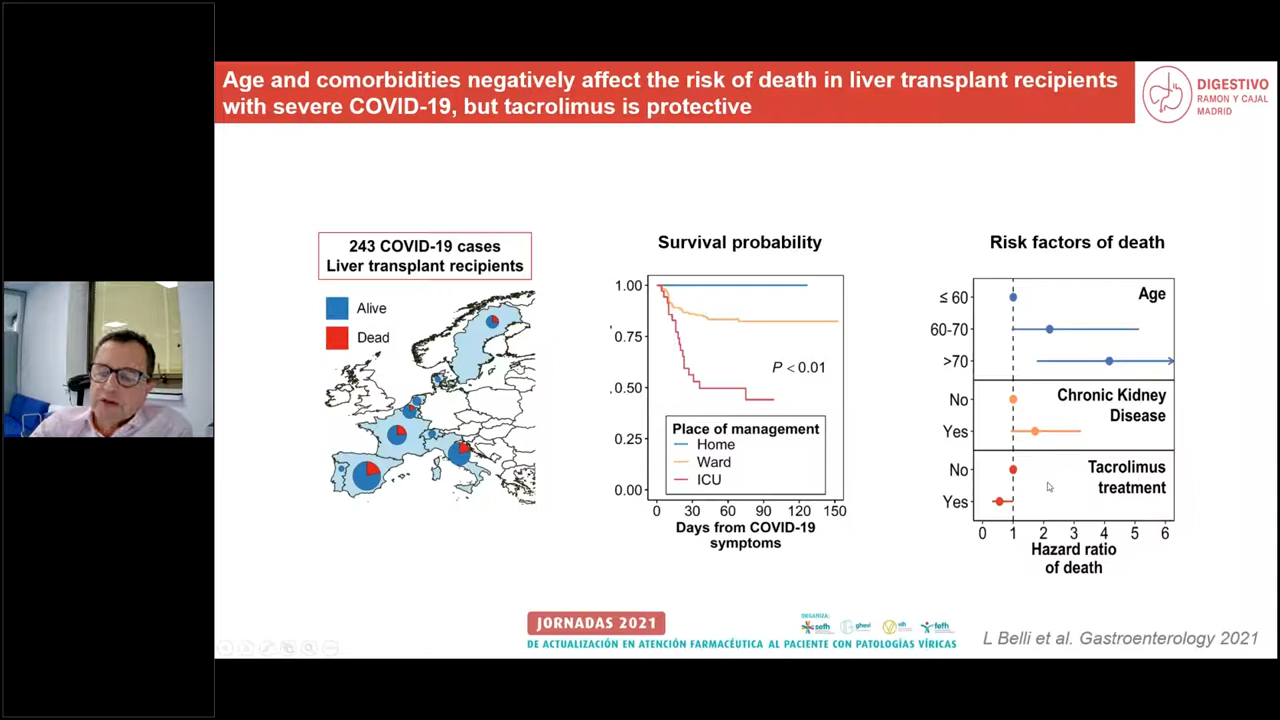 Age and comorbidities negatively affect the risk of death in liver transplant recipients
with severe COVID-19, but tacrolimus is protective
DIGESTIVO
RAMON Y CAJAL
MADRID
243 COVID-19 cases
Liver transplant recipients
Alive
Dead
Survival probability
1.00
0.75
0.50
0.25
0.00
P < 0.01
Place of management
Home
Ward
ICU
0 30 60 90 120 150
Days from COVID-19
symptoms
Risk factors of death
Age
≤ 60
60-70
>70
Chronic Kidney
Disease
No
Yes
Tacrolimus
treatment
No
Yes
0 1 2 3 4 5 6
Hazard ratio
of death
JORNADAS 2021
DE ACTUALIZACIÓN EN ATENCIÓN FARMACÉUTICA AL PACIENTE CON PATOLOGÍAS VÍRICAS
ORGANIZA:
sefh
ghevi
vih
fefh
L Belli et al. Gastroenterology 2021